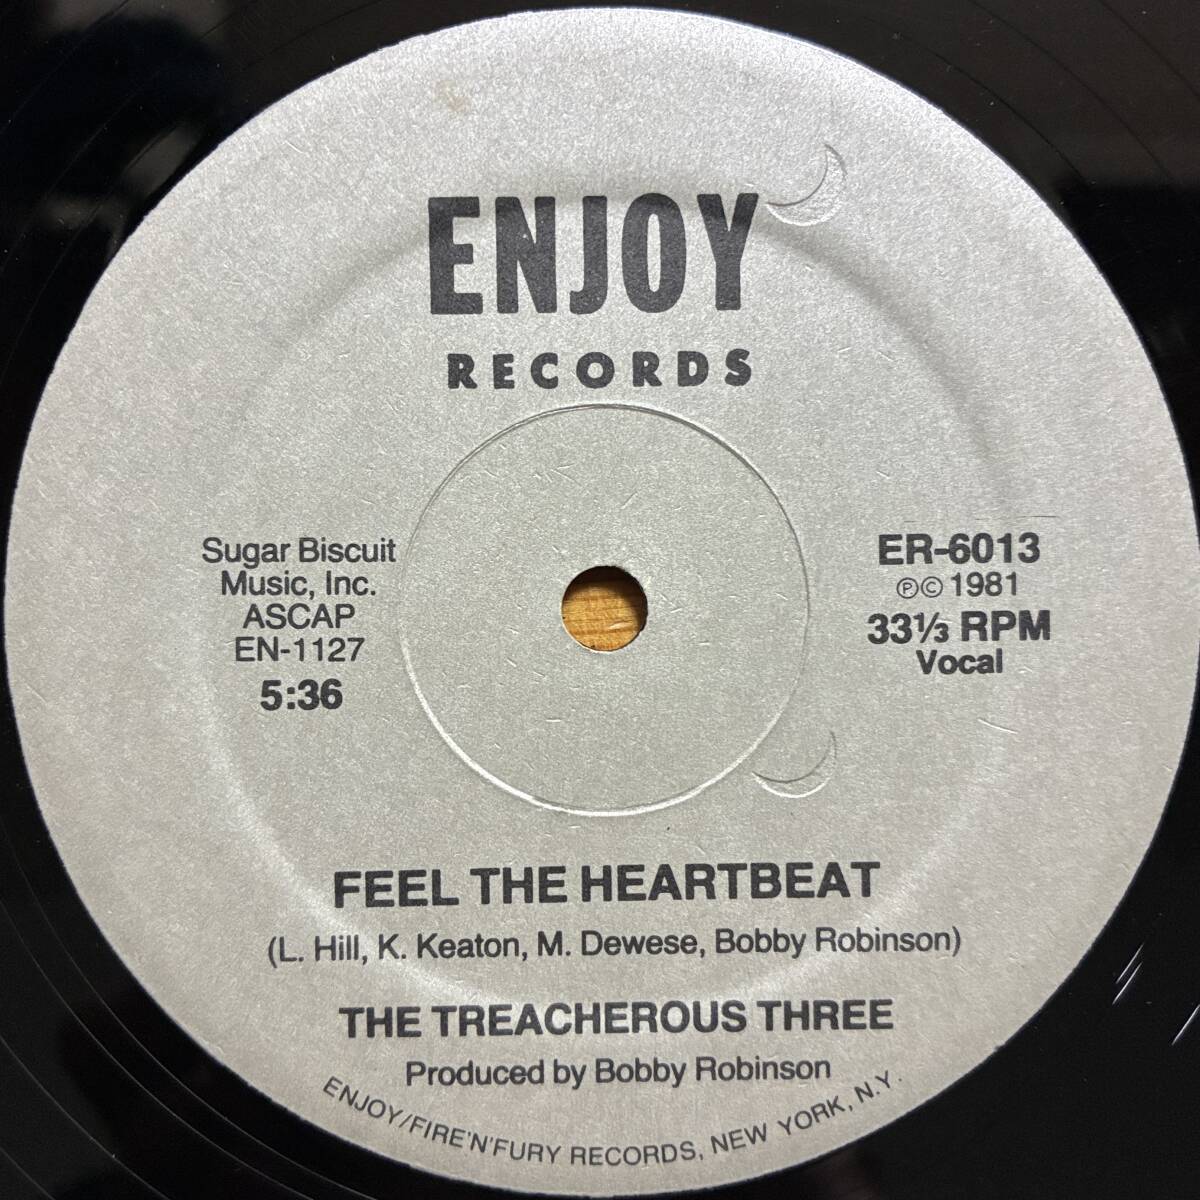 ENJOY
RECORDS
Sugar Biscuit
Music, Inc.
ASCAP
EN-1127
5:36
ER-6013
℗© 1981
33⅓ RPM
Vocal
FEEL THE HEARTBEAT
(L. Hill, K. Keaton, M. Dewese, Bobby Robinson)
THE TREACHEROUS THREE
Produced by Bobby Robinson
ENJOY/FIRE'N'FURY RECORDS, NEW YORK, N.Y.